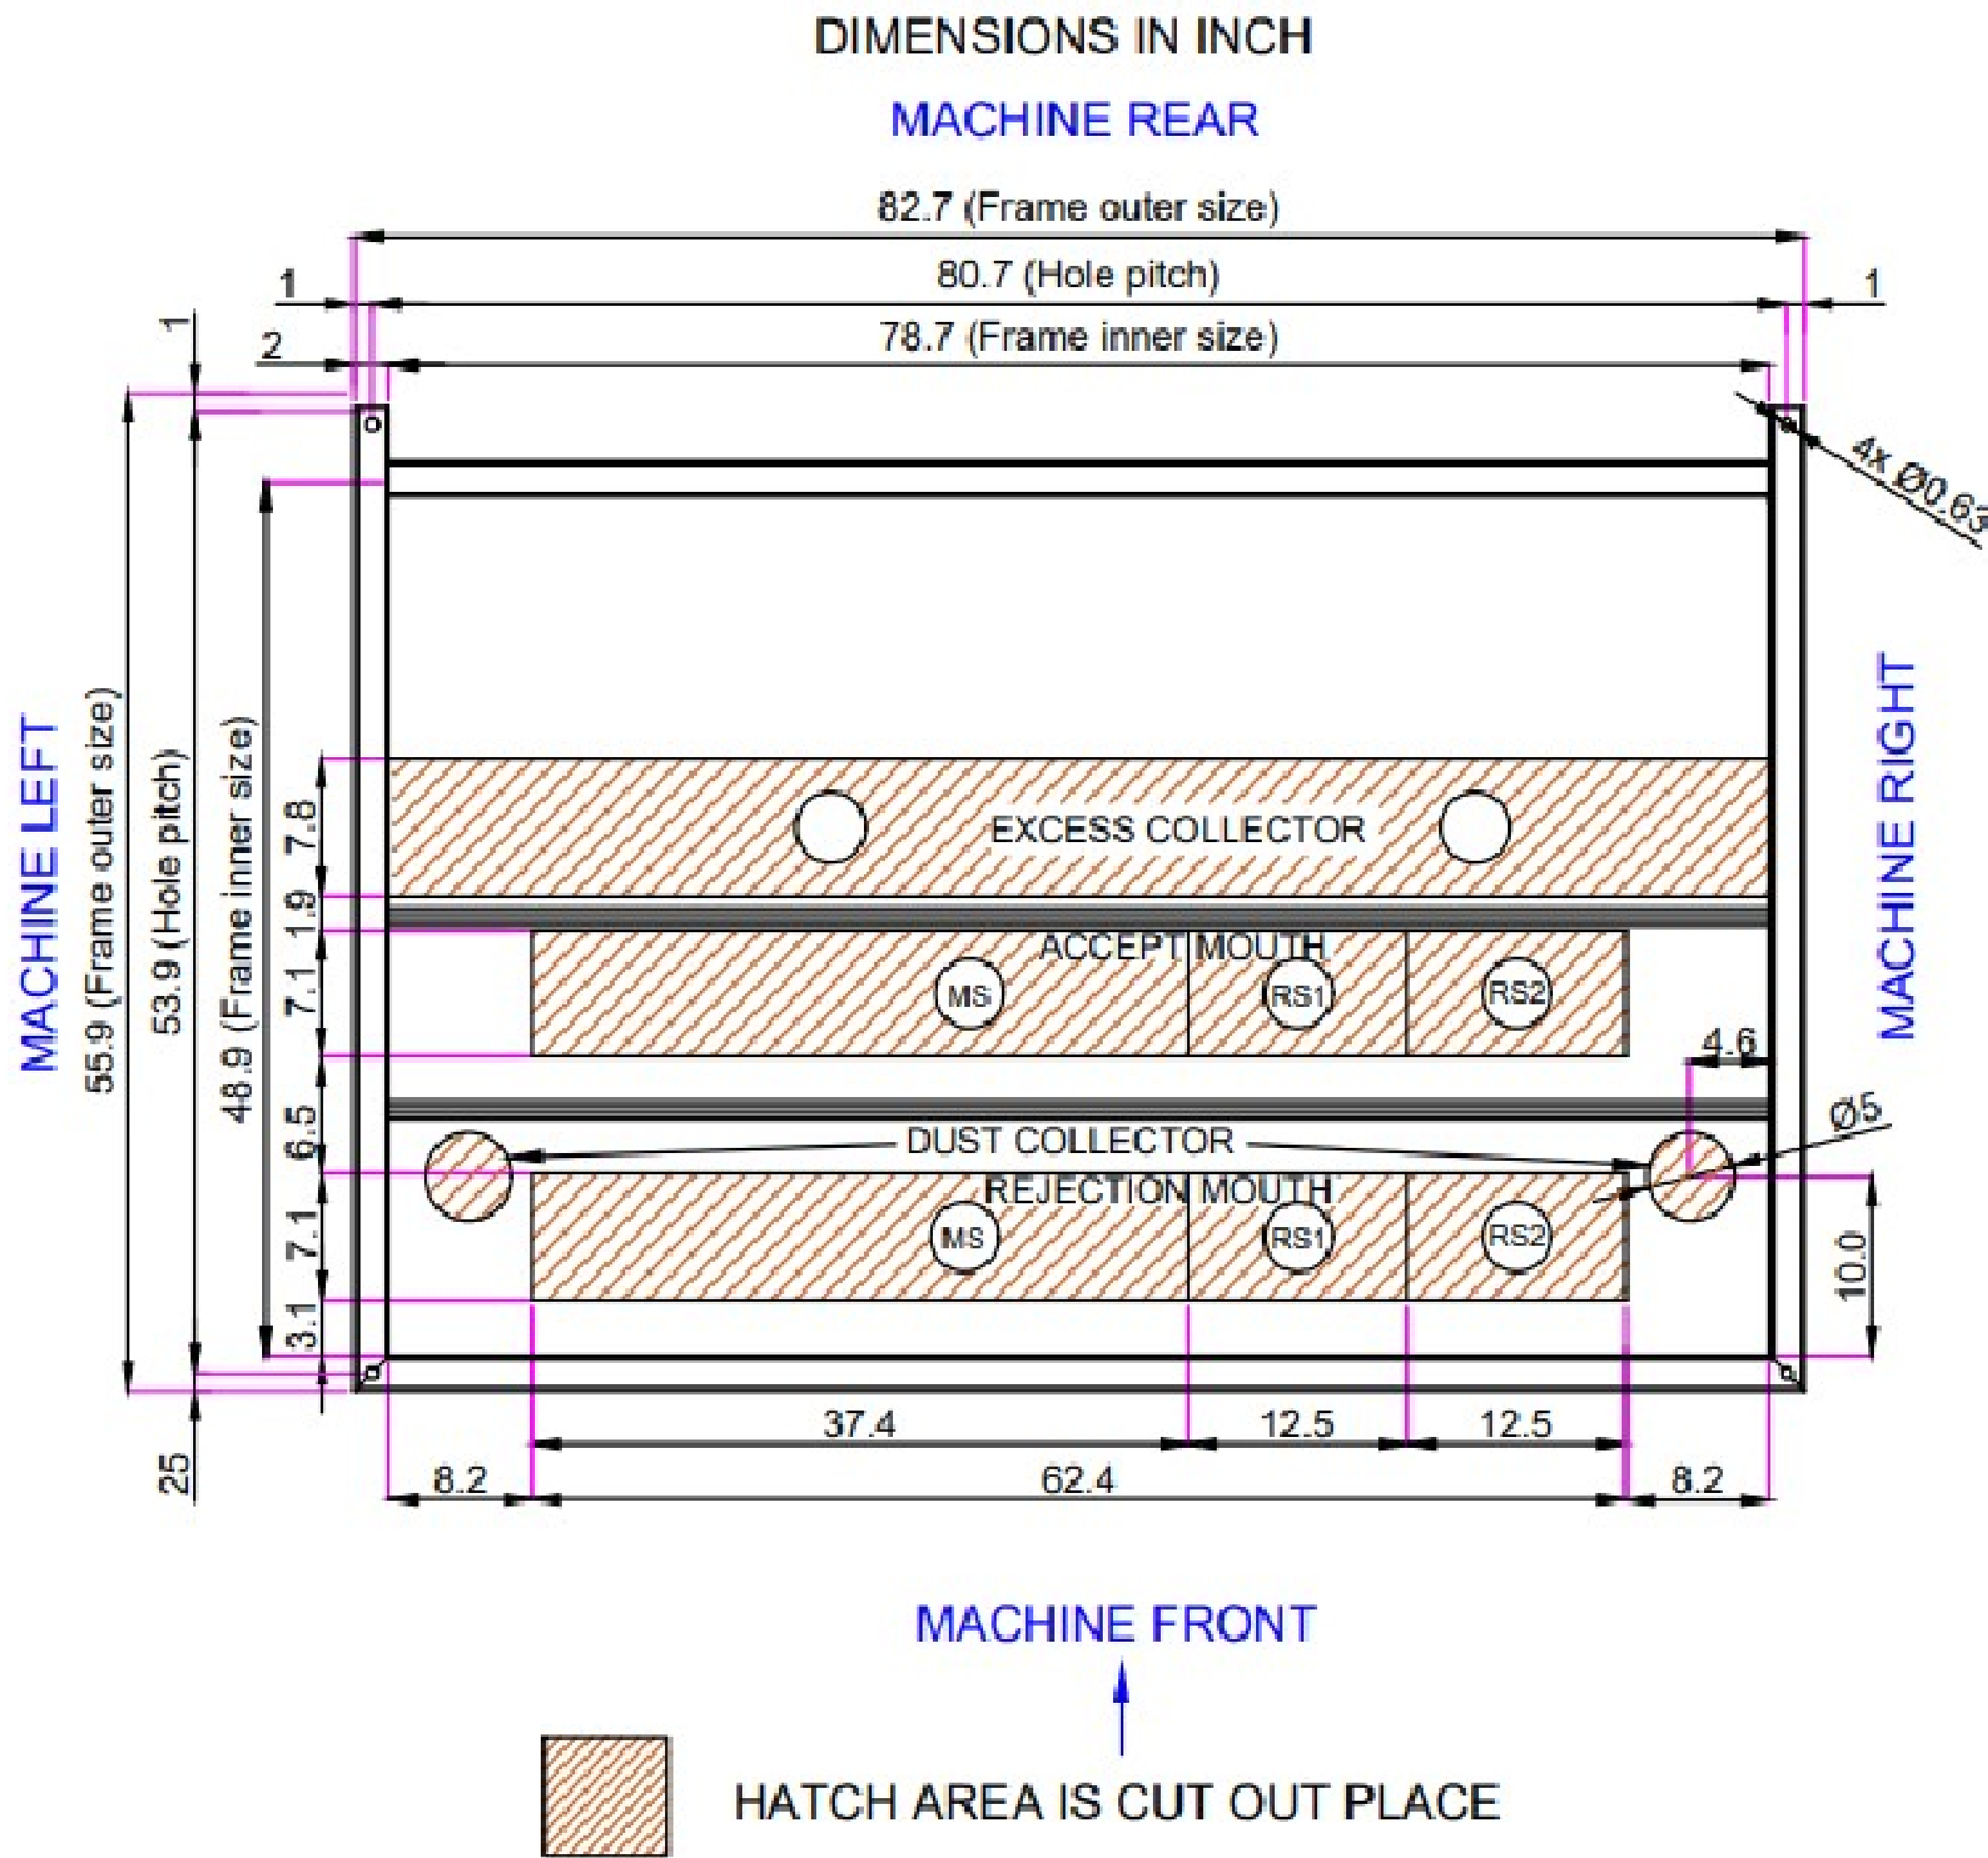 DIMENSIONS IN INCH
MACHINE REAR
82.7 (Frame outer size)
1
80.7 (Hole pitch)
1
1
2
78.7 (Frame inner size)
4x Ø0.63
MACHINE LEFT
55.9 (Frame outer size)
53.9 (Hole pitch)
48.9 (Frame inner size)
MACHINE RIGHT
7.8
EXCESS COLLECTOR
1.9
ACCEPT MOUTH
7.1
MS
RS1
RS2
4.6
6.5
DUST COLLECTOR
Ø5
REJECTION MOUTH
7.1
MS
RS1
RS2
10.0
3.1
37.4
12.5
12.5
25
8.2
62.4
8.2
MACHINE FRONT
HATCH AREA IS CUT OUT PLACE